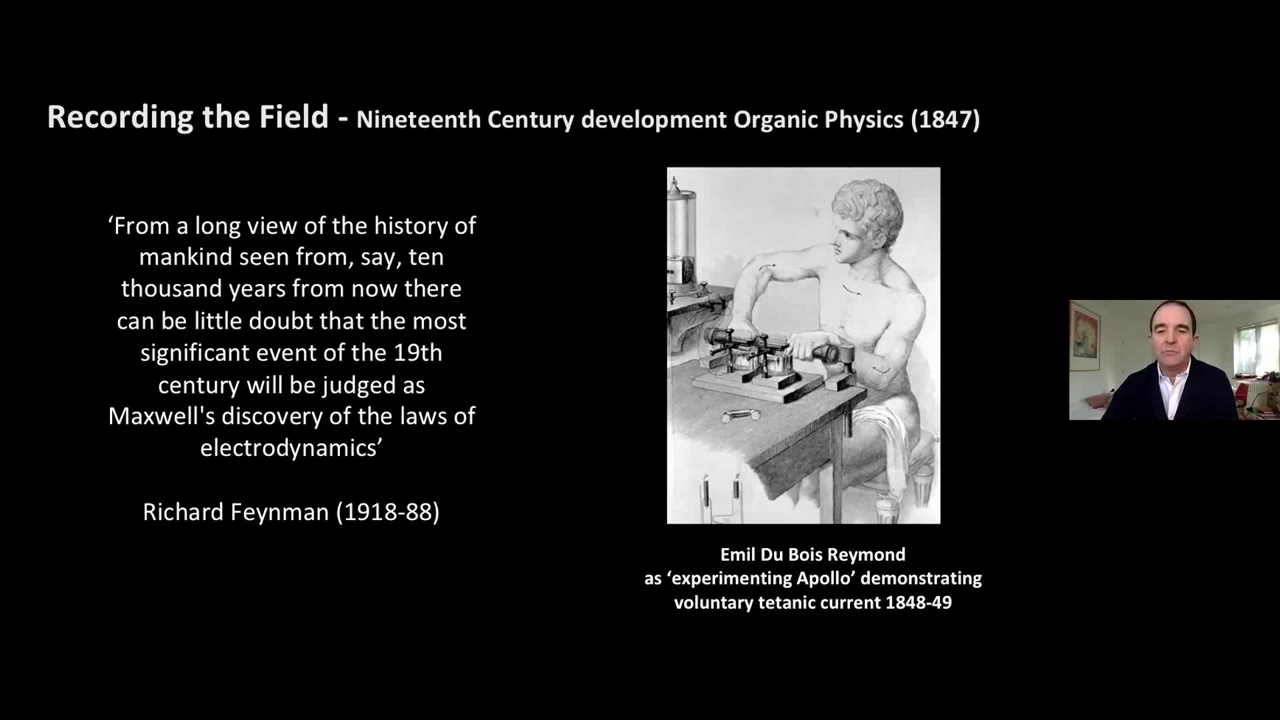 Recording the Field - Nineteenth Century development Organic Physics (1847)
‘From a long view of the history of
mankind seen from, say, ten
thousand years from now there
can be little doubt that the most
significant event of the 19th
century will be judged as
Maxwell's discovery of the laws of
electrodynamics’
Richard Feynman (1918-88)
Emil Du Bois Reymond
as ‘experimenting Apollo’ demonstrating
voluntary tetanic current 1848-49